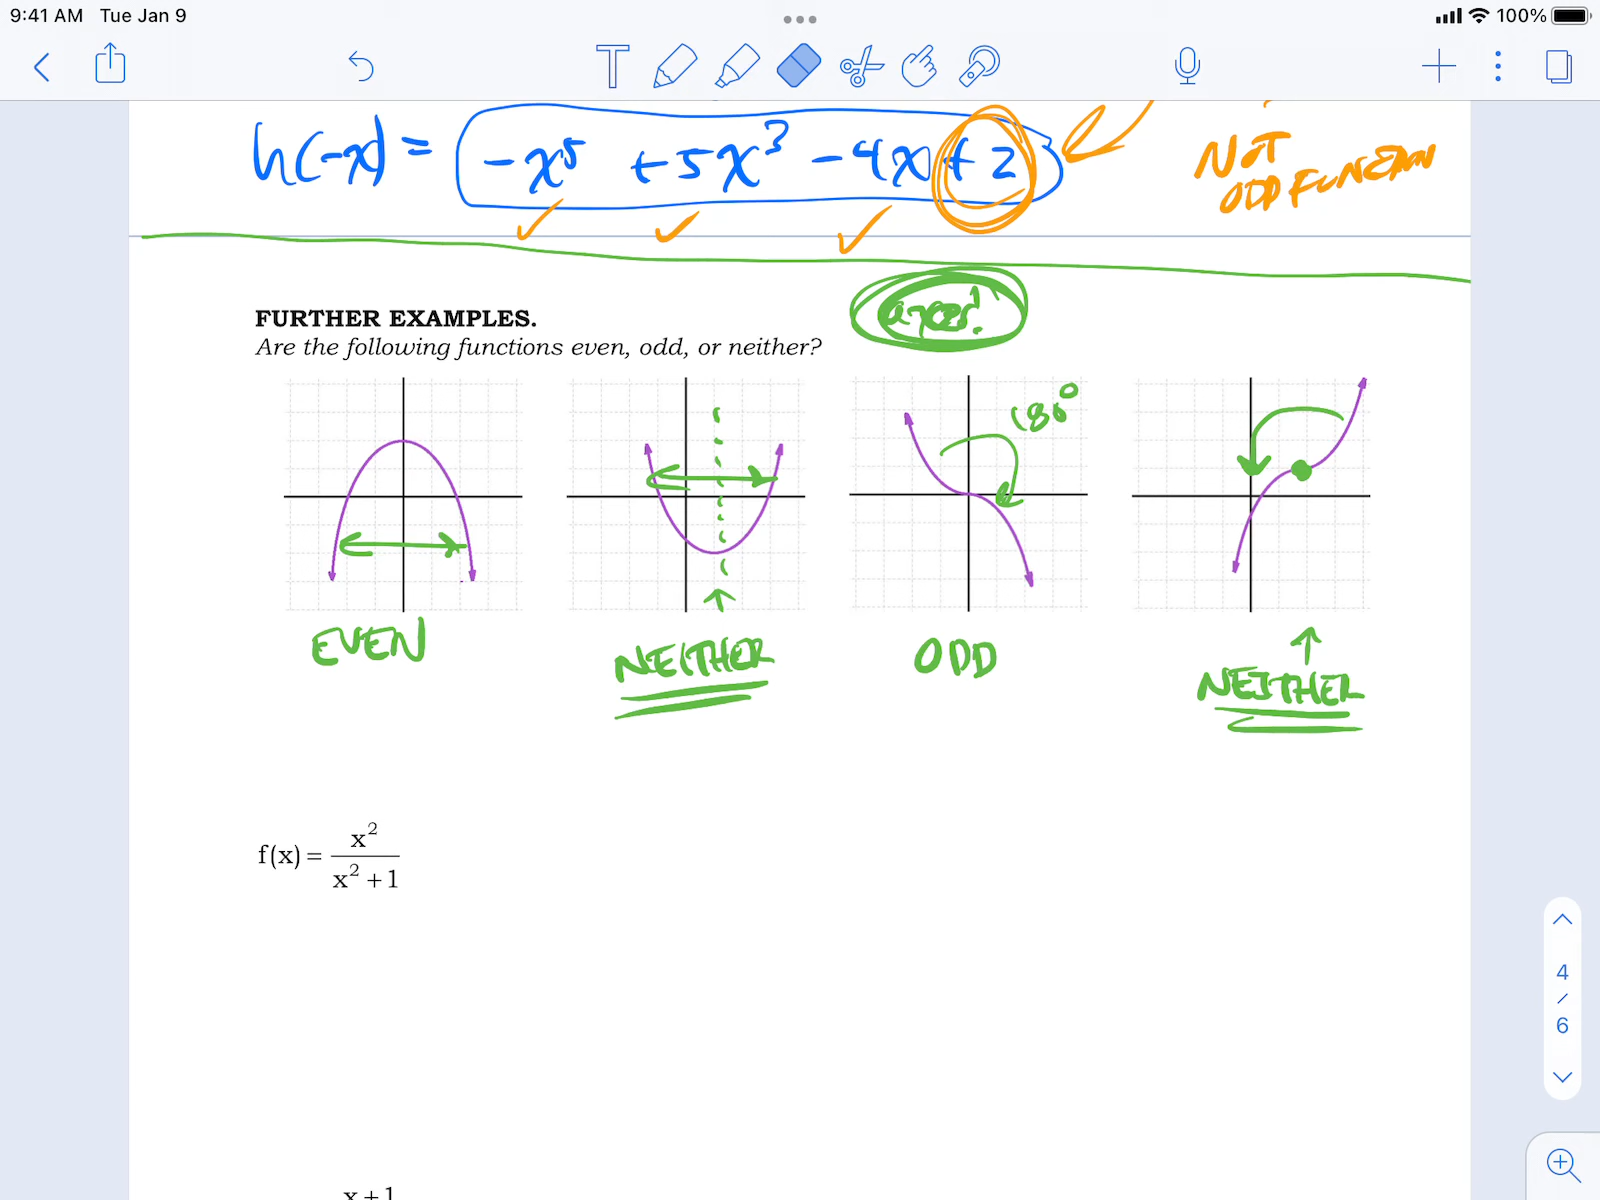 9:41 AM Tue Jan 9
100%
h(-x) = -x⁵ +5x³ -4x +2
NOT
ODD FUNCTION
FURTHER EXAMPLES.
Are the following functions even, odd, or neither?
180°
EVEN
NEITHER
ODD
NEITHER
f(x) = x² / x² + 1
4
/
6
x + 1